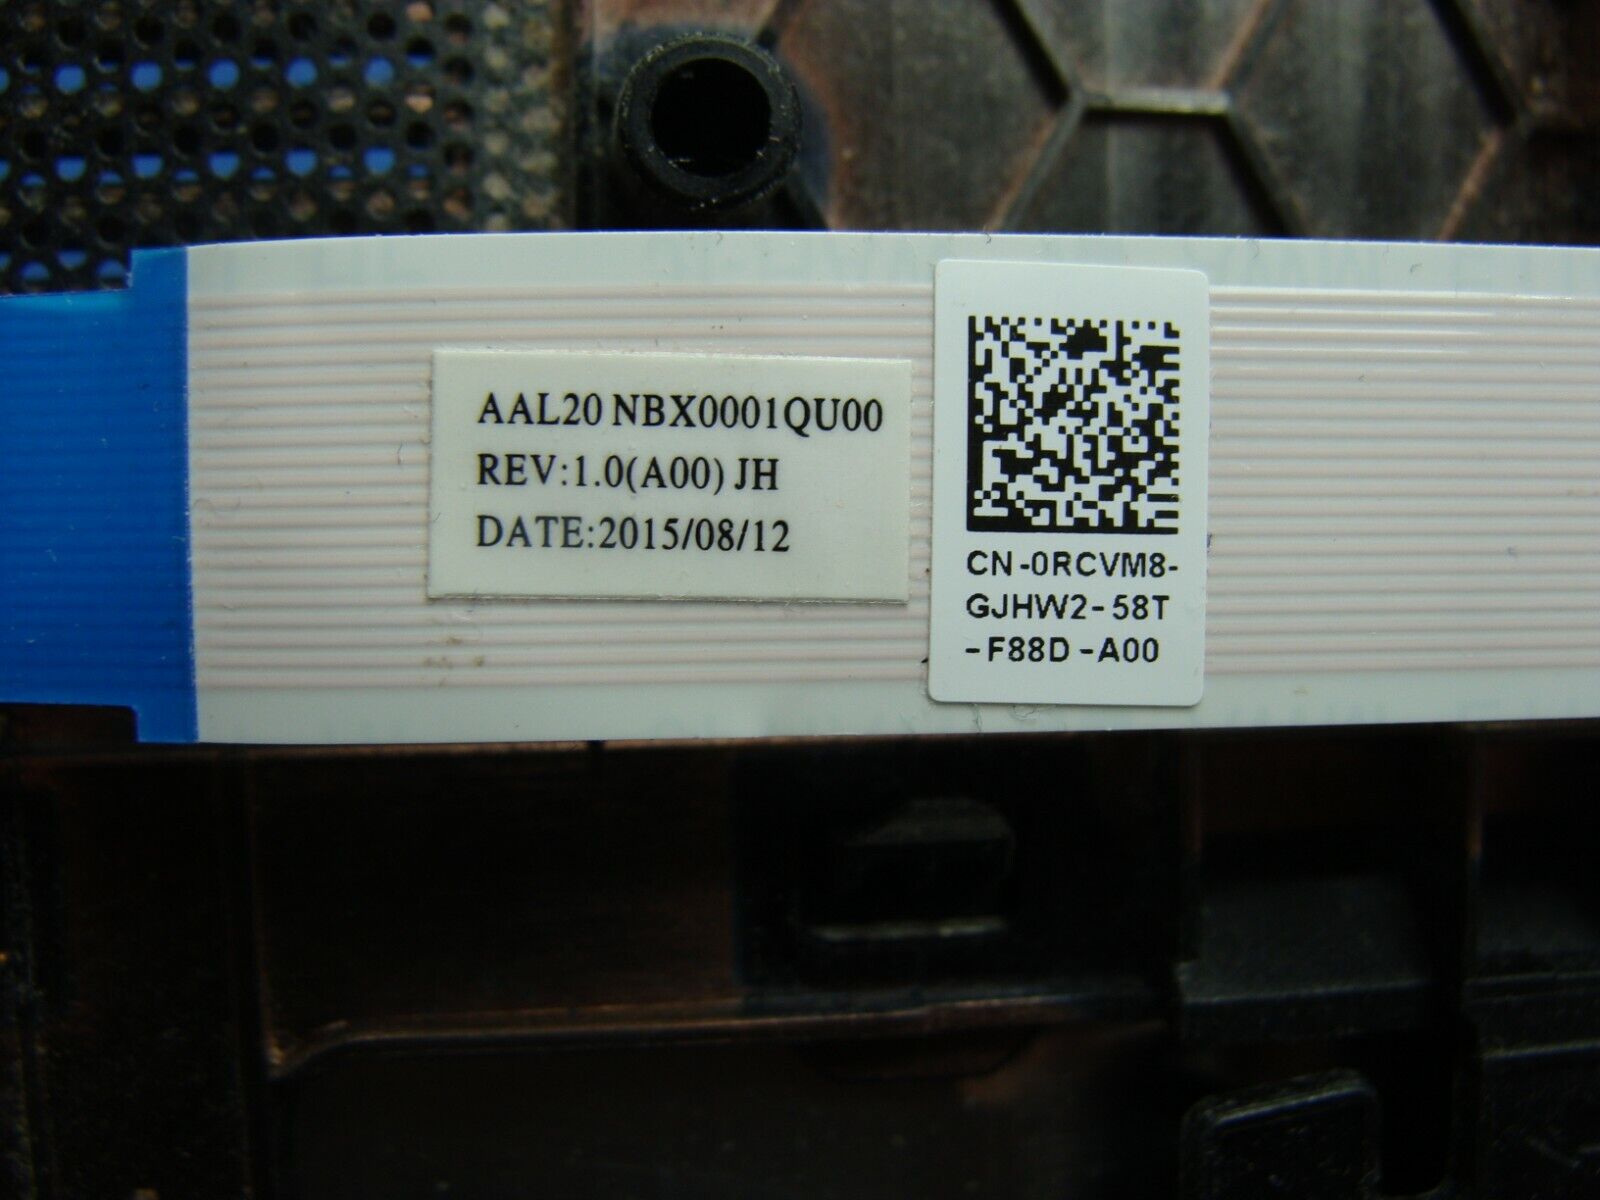 AAL20 NBX0001QU00
REV:1.0(A00) JH
DATE:2015/08/12
CN-0RCVM8-
GJHW2-58T
-F88D-A00